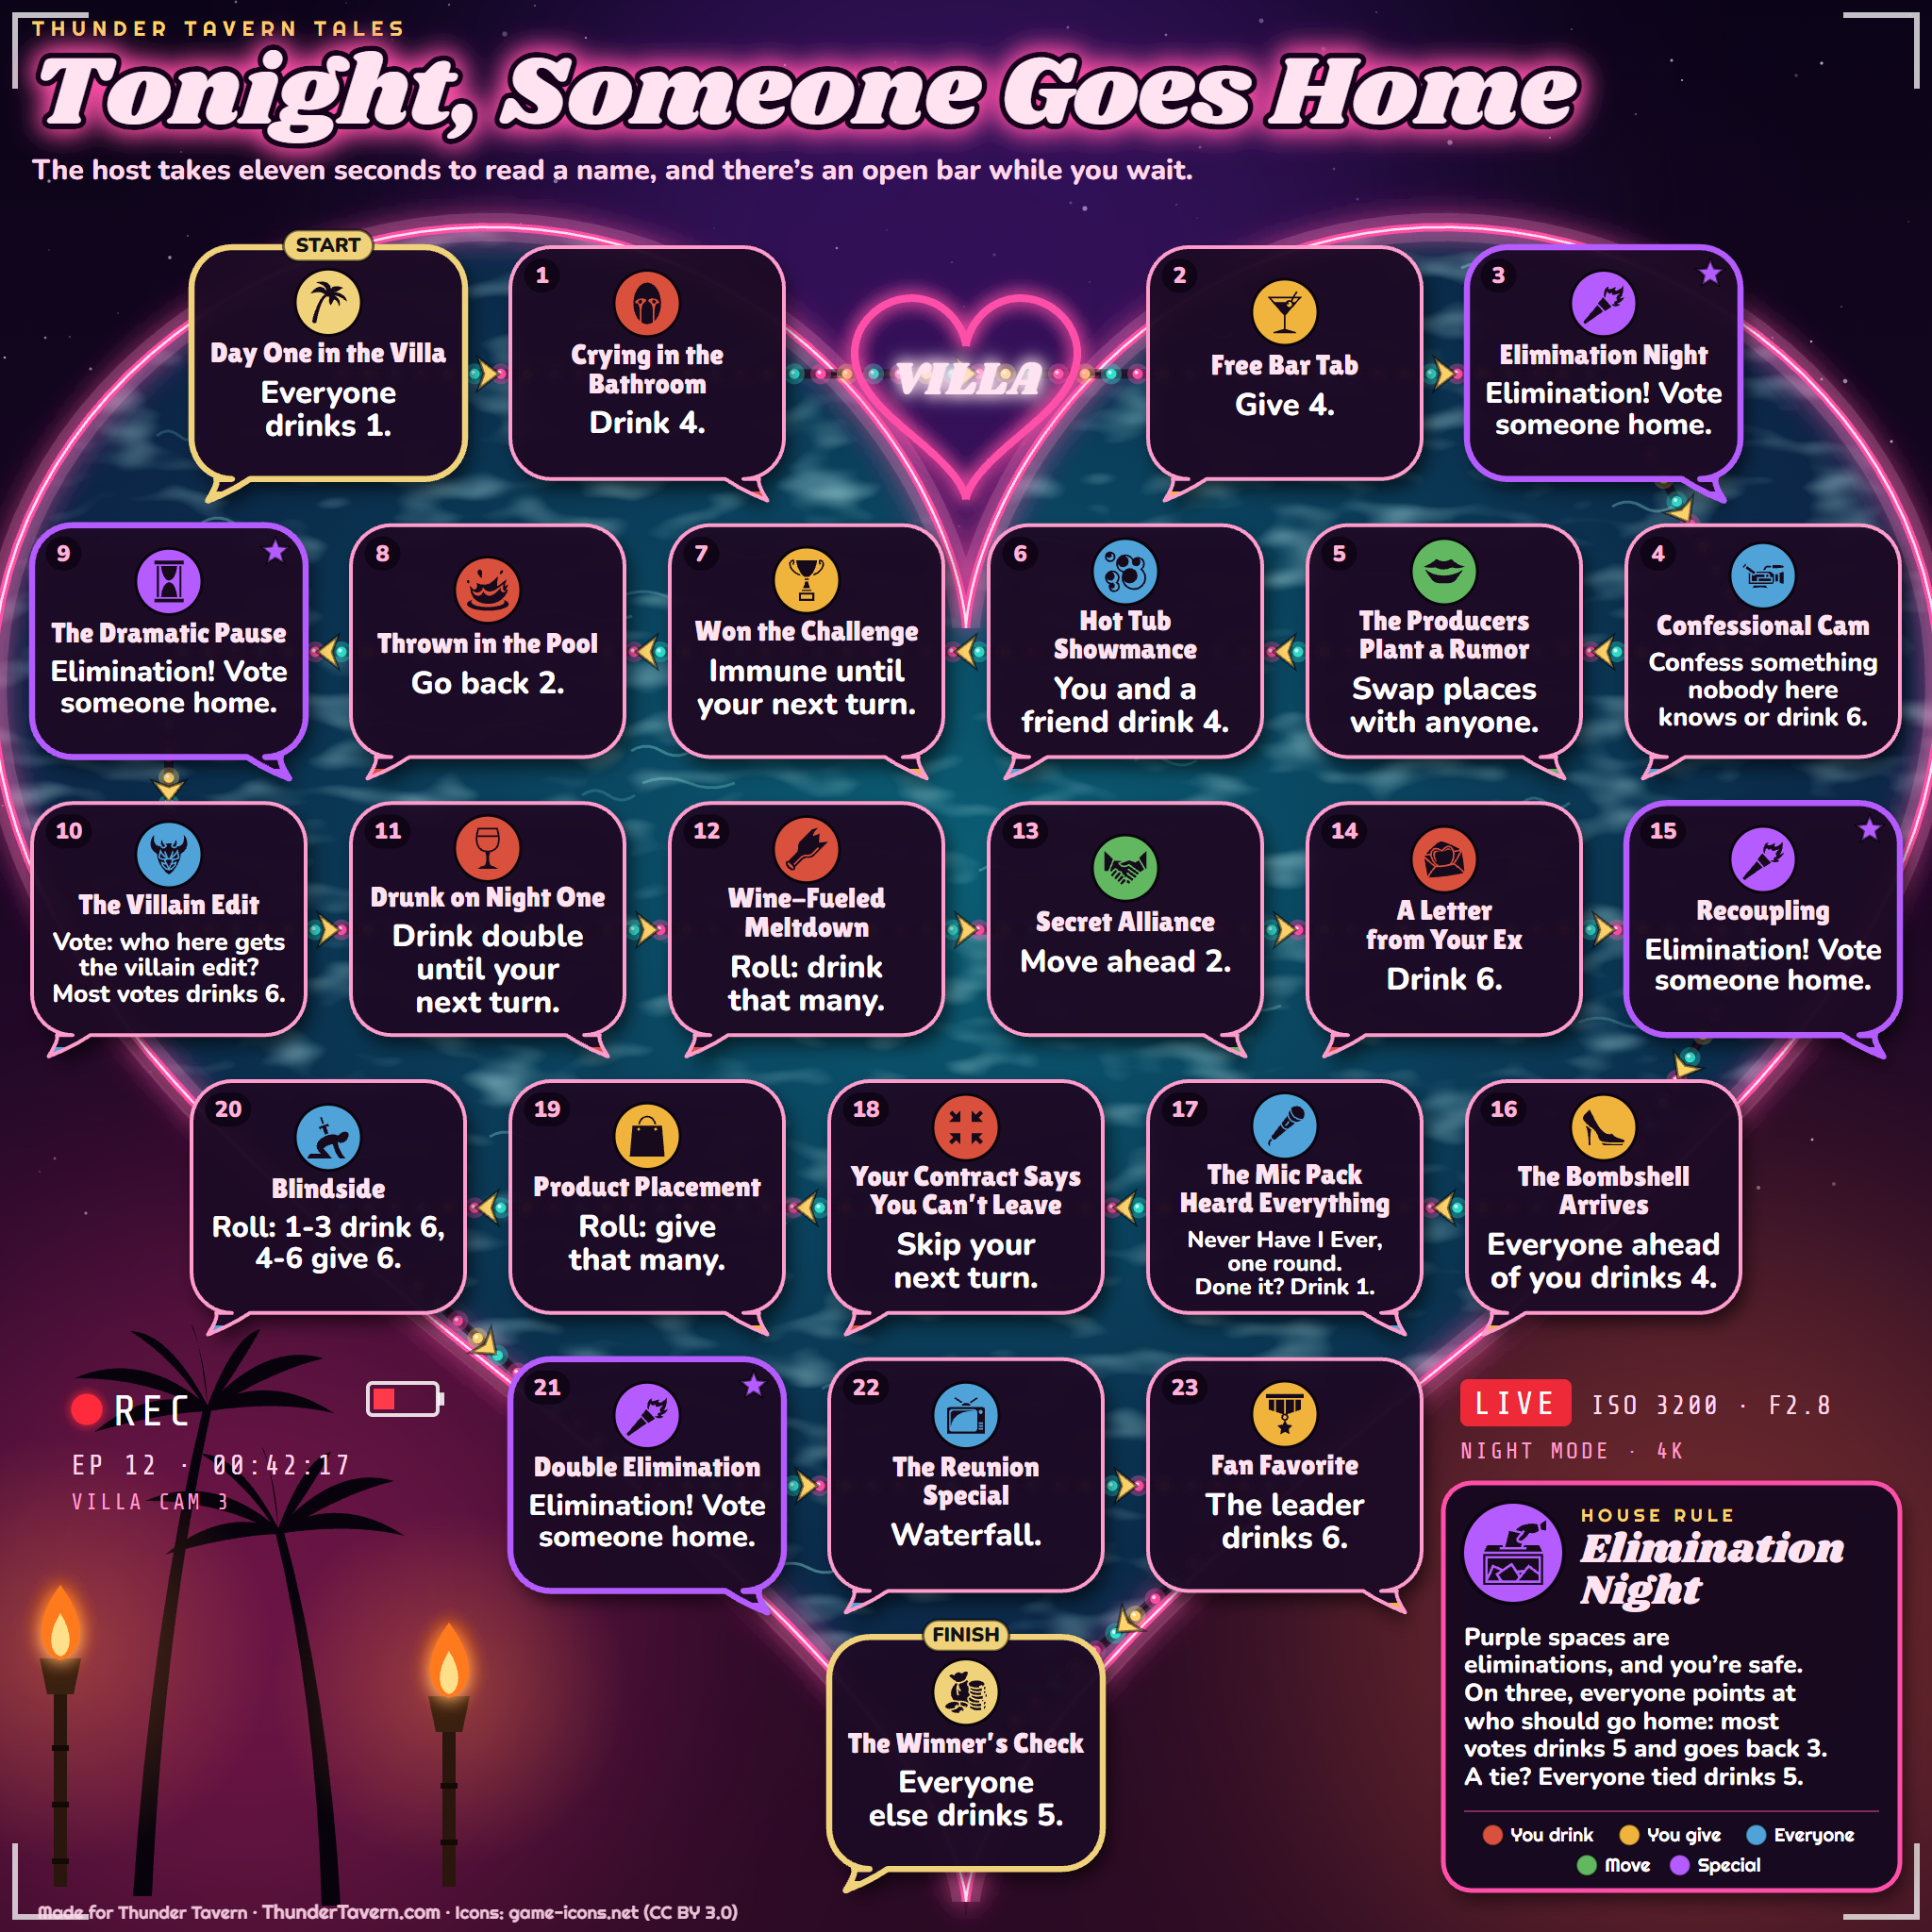 THUNDER TAVERN TALES
Tonight, Someone Goes Home
The host takes eleven seconds to read a name, and there's an open bar while you wait.
START
Day One in the Villa
Everyone
drinks 1.
1
Crying in the
Bathroom
Drink 4.
VILLA
2
Free Bar Tab
Give 4.
3
Elimination Night
Elimination! Vote
someone home.
9
The Dramatic Pause
Elimination! Vote
someone home.
8
Thrown in the Pool
Go back 2.
7
Won the Challenge
Immune until
your next turn.
6
Hot Tub
Showmance
You and a
friend drink 4.
5
The Producers
Plant a Rumor
Swap places
with anyone.
4
Confessional Cam
Confess something
nobody here
knows or drink 6.
10
The Villain Edit
Vote: who here gets
the villain edit?
Most votes drinks 6.
11
Drunk on Night One
Drink double
until your
next turn.
12
Wine-Fueled
Meltdown
Roll: drink
that many.
13
Secret Alliance
Move ahead 2.
14
A Letter
from Your Ex
Drink 6.
15
Recoupling
Elimination! Vote
someone home.
20
Blindside
Roll: 1-3 drink 6,
4-6 give 6.
19
Product Placement
Roll: give
that many.
18
Your Contract Says
You Can't Leave
Skip your
next turn.
17
The Mic Pack
Heard Everything
Never Have I Ever,
one round.
Done it? Drink 1.
16
The Bombshell
Arrives
Everyone ahead
of you drinks 4.
REC
EP 12 · 00:42:17
VILLA CAM 3
21
Double Elimination
Elimination! Vote
someone home.
22
The Reunion
Special
Waterfall.
23
Fan Favorite
The leader
drinks 6.
LIVE ISO 3200 · F2.8
NIGHT MODE · 4K
FINISH
The Winner's Check
Everyone
else drinks 5.
HOUSE RULE
Elimination
Night
Purple spaces are
eliminations, and you're safe.
On three, everyone points at
who should go home: most
votes drinks 5 and goes back 3.
A tie? Everyone tied drinks 5.
You drink You give Everyone
Move Special
Made for Thunder Tavern · ThunderTavern.com · Icons: game-icons.net (CC BY 3.0)